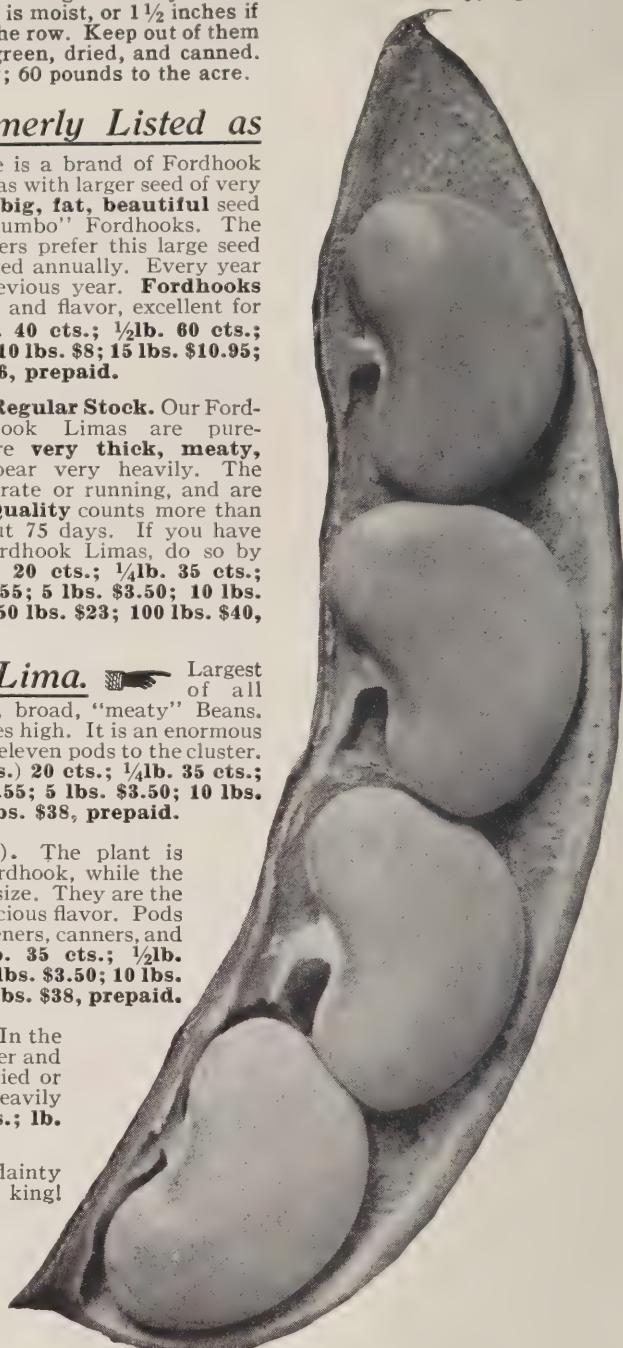 is moist, or 1½ inches if
he row. Keep out of them
green, dried, and canned.
; 60 pounds to the acre.
merly Listed as
e is a brand of Fordhook
as with larger seed of very
big, fat, beautiful seed
umbo" Fordhooks. The
ers prefer this large seed
ed annually. Every year
evious year. Fordhooks
and flavor, excellent for
. 40 cts.; ½lb. 60 cts.;
10 lbs. $8; 15 lbs. $10.95;
, prepaid.
Regular Stock. Our Ford-
ook Limas are pure-
re very thick, meaty,
bear very heavily. The
rate or running, and are
Quality counts more than
ut 75 days. If you have
rdhook Limas, do so by
20 cts.; ¼lb. 35 cts.;
55; 5 lbs. $3.50; 10 lbs.
50 lbs. $23; 100 lbs. $40,
Lima. Largest
of all
, broad, "meaty" Beans.
es high. It is an enormous
eleven pods to the cluster.
s.) 20 cts.; ¼lb. 35 cts.;
.55; 5 lbs. $3.50; 10 lbs.
bs. $38, prepaid.
). The plant is
rdhook, while the
size. They are the
cious flavor. Pods
eners, canners, and
. 35 cts.; ½lb.
lbs. $3.50; 10 lbs.
lbs. $38, prepaid.
In the
er and
ied or
eavily
s.; lb.
dainty
king!